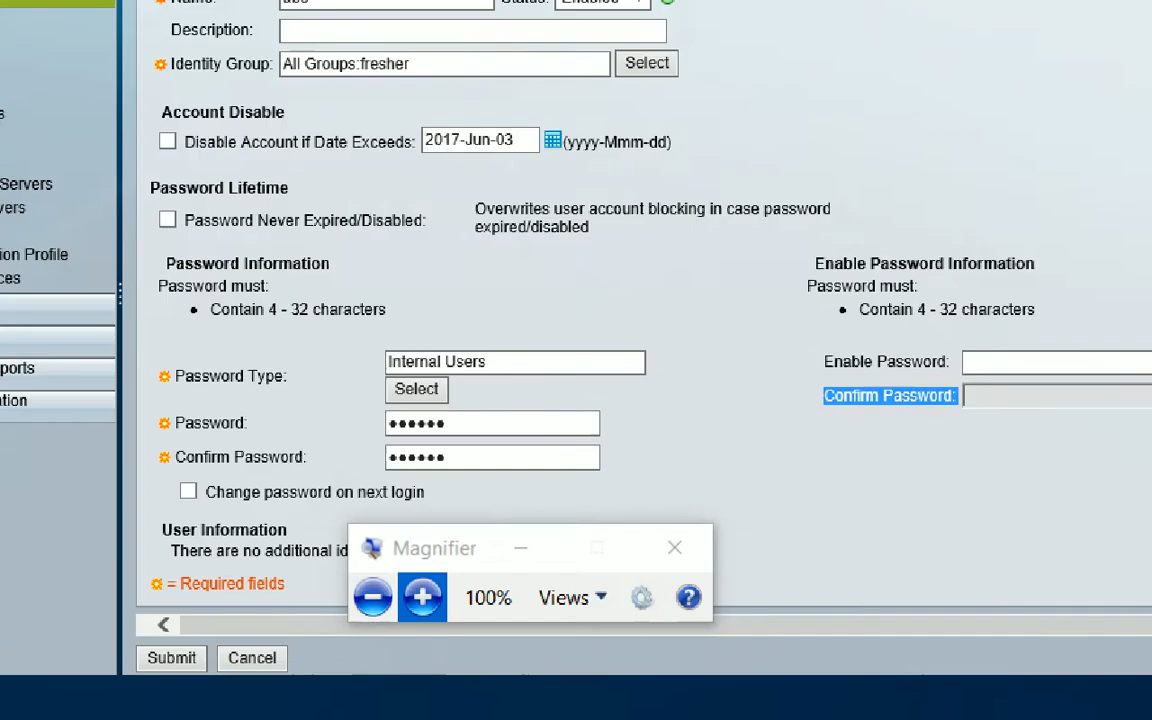 Description:
Identity Group: All Groups:fresher Select
s
Account Disable
Disable Account if Date Exceeds: 2017-Jun-03 (yyyy-Mmm-dd)
Servers
Password Lifetime
vers
Overwrites user account blocking in case password
Password Never Expired/Disabled:
expired/disabled
ion Profile
Password Information Enable Password Information
ces
Password must: Password must:
• Contain 4 - 32 characters • Contain 4 - 32 characters
ports
Internal Users Enable Password:
Password Type:
Select Confirm Password:
tion
Password: ••••••
Confirm Password: ••••••
Change password on next login
User Information
There are no additional id
Magnifier
= Required fields
100% Views
Submit Cancel